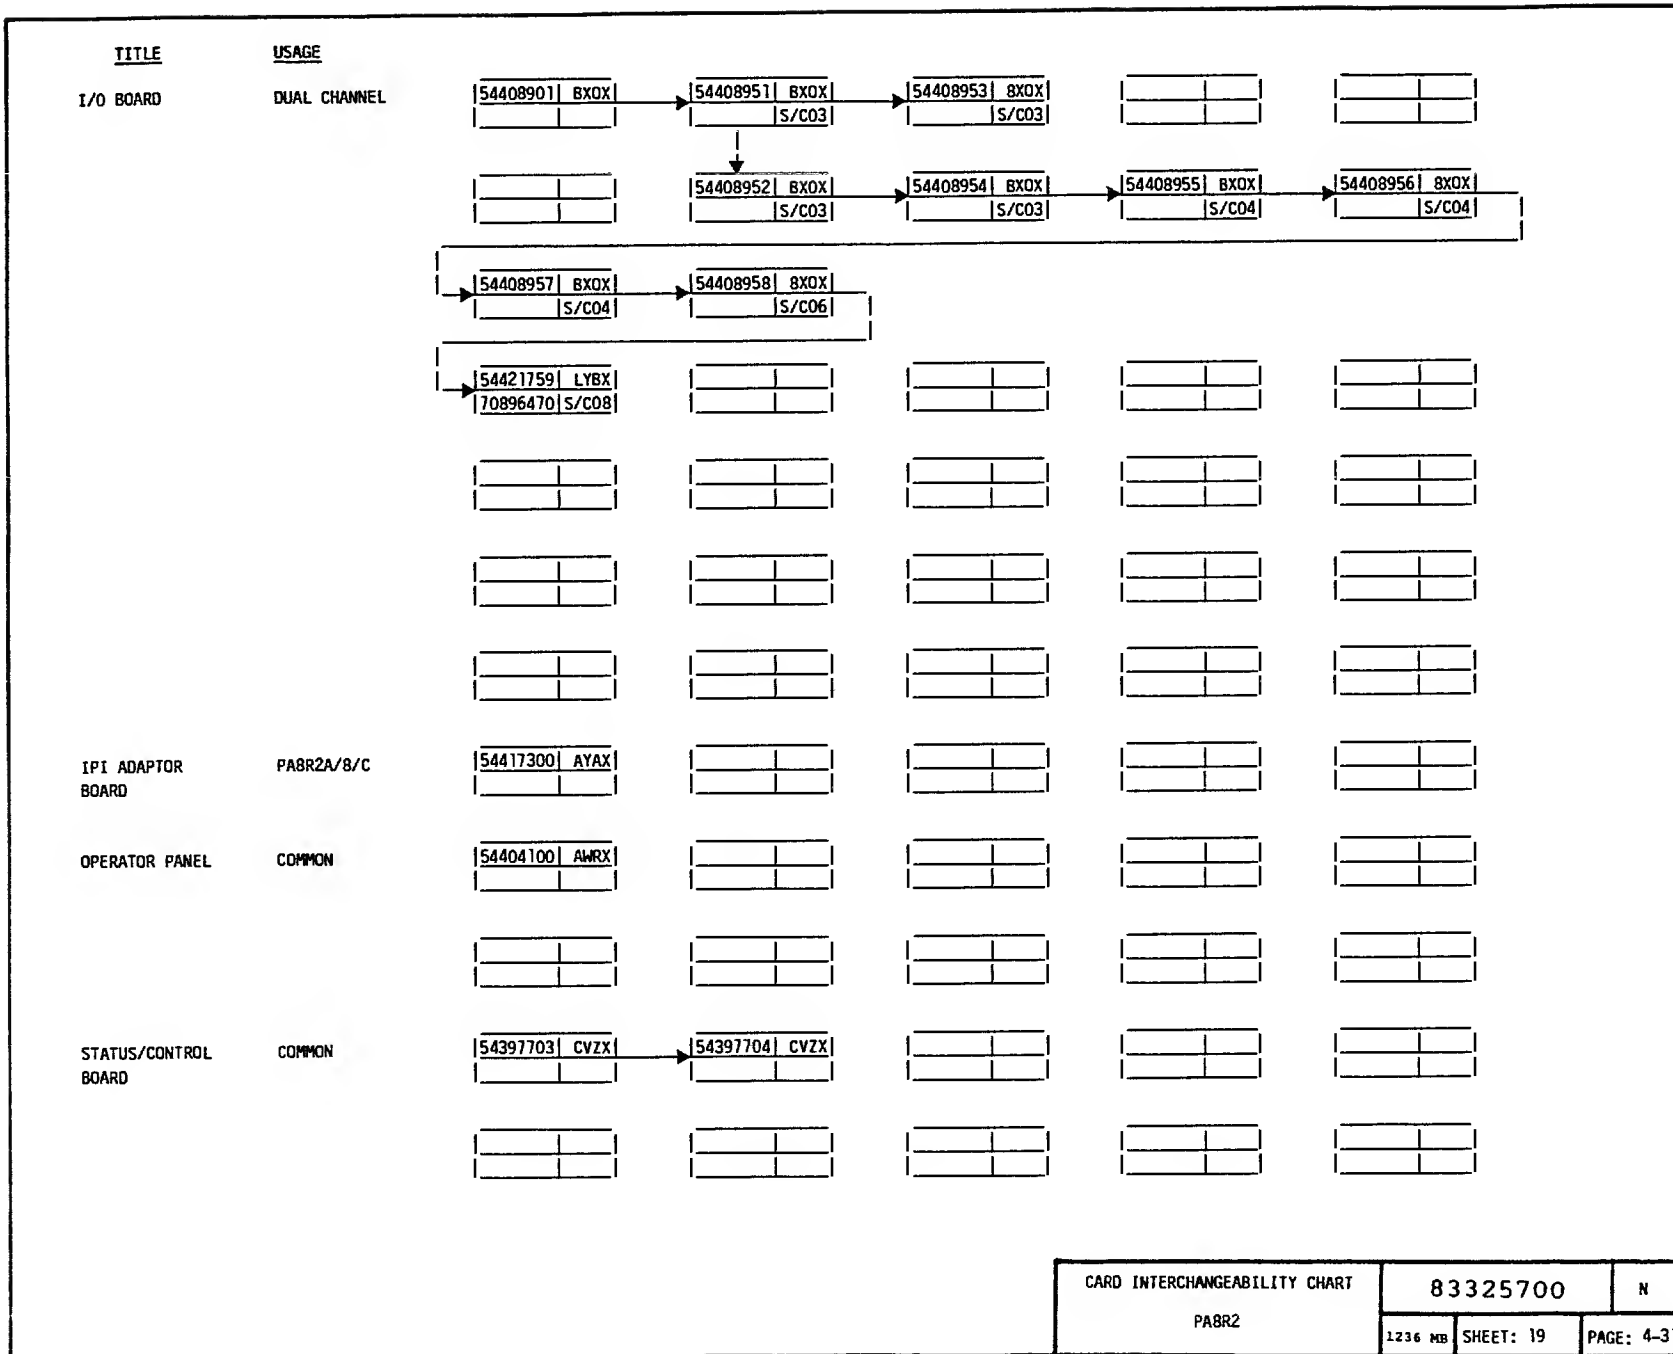 TITLE USAGE
I/O BOARD DUAL CHANNEL 54408901 BXOX 54408951 BXOX 54408953 8XOX
S/C03 S/C03
54408952 BXOX 54408954 BXOX 54408955 BXOX 54408956 8XOX
S/C03 S/C03 S/C04 S/C04
54408957 BXOX 54408958 8XOX
S/C04 S/C06
54421759 LYBX
70896470 S/C08
IPI ADAPTOR PA8R2A/8/C 54417300 AYAX
BOARD
OPERATOR PANEL COMMON 54404100 AWRX
STATUS/CONTROL COMMON 54397703 CVZX 54397704 CVZX
BOARD
CARD INTERCHANGEABILITY CHART 83325700 N
PA8R2
1236 MB SHEET: 19 PAGE: 4-3